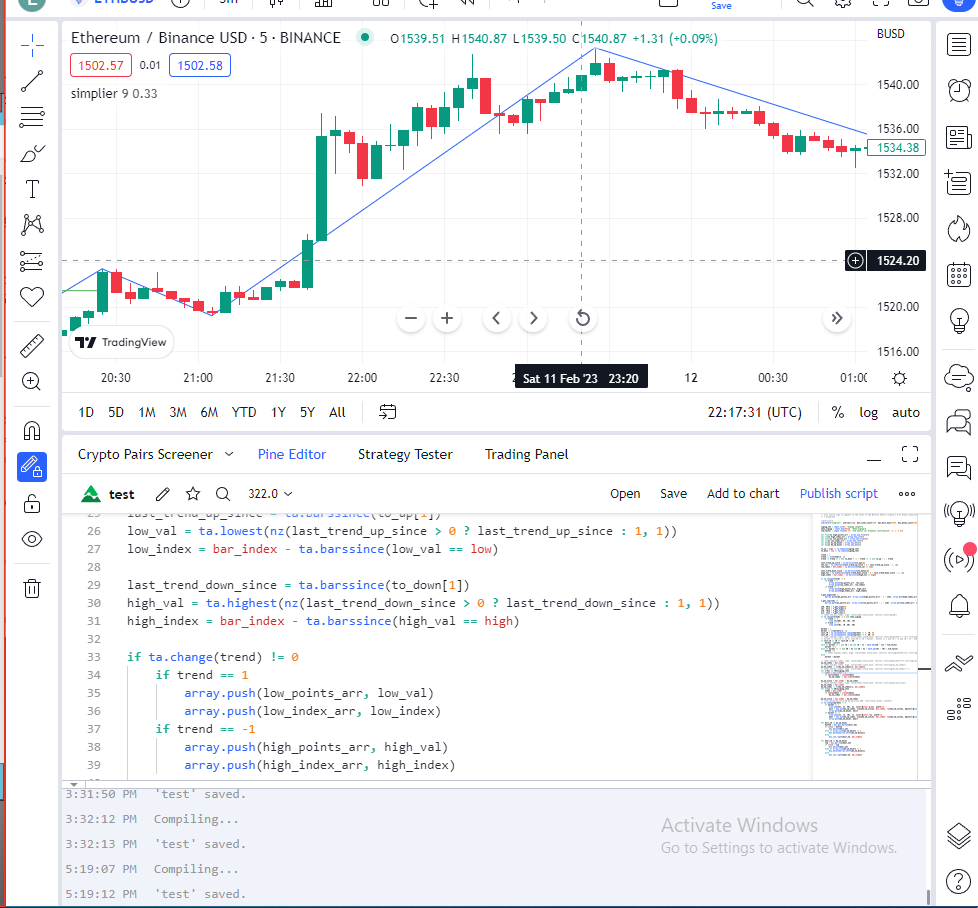 Save
Ethereum / Binance USD · 5 · BINANCE
O1539.51 H1540.87 L1539.50 C1540.87 +1.31 (+0.09%)
BUSD
1502.57 0.01 1502.58
simplier 9 0.33
1540.00
1536.00
1534.38
1532.00
1528.00
1524.20
1520.00
1516.00
TradingView
20:30 21:00 21:30 22:00 22:30 Sat 11 Feb '23 23:20 12 00:30 01:00
1D 5D 1M 3M 6M YTD 1Y 5Y All
22:17:31 (UTC) % log auto
Crypto Pairs Screener Pine Editor Strategy Tester Trading Panel
test 322.0 Open Save Add to chart Publish script
25 last_trend_up_since = ta.barssince(to_up[1])
26 low_val = ta.lowest(nz(last_trend_up_since > 0 ? last_trend_up_since : 1, 1))
27 low_index = bar_index - ta.barssince(low_val == low)
28
29 last_trend_down_since = ta.barssince(to_down[1])
30 high_val = ta.highest(nz(last_trend_down_since > 0 ? last_trend_down_since : 1, 1))
31 high_index = bar_index - ta.barssince(high_val == high)
32
33 if ta.change(trend) != 0
34 if trend == 1
35 array.push(low_points_arr, low_val)
36 array.push(low_index_arr, low_index)
37 if trend == -1
38 array.push(high_points_arr, high_val)
39 array.push(high_index_arr, high_index)
3:31:50 PM 'test' saved.
3:32:12 PM Compiling...
3:32:13 PM 'test' saved.
5:19:07 PM Compiling...
5:19:12 PM 'test' saved.
Activate Windows
Go to Settings to activate Windows.